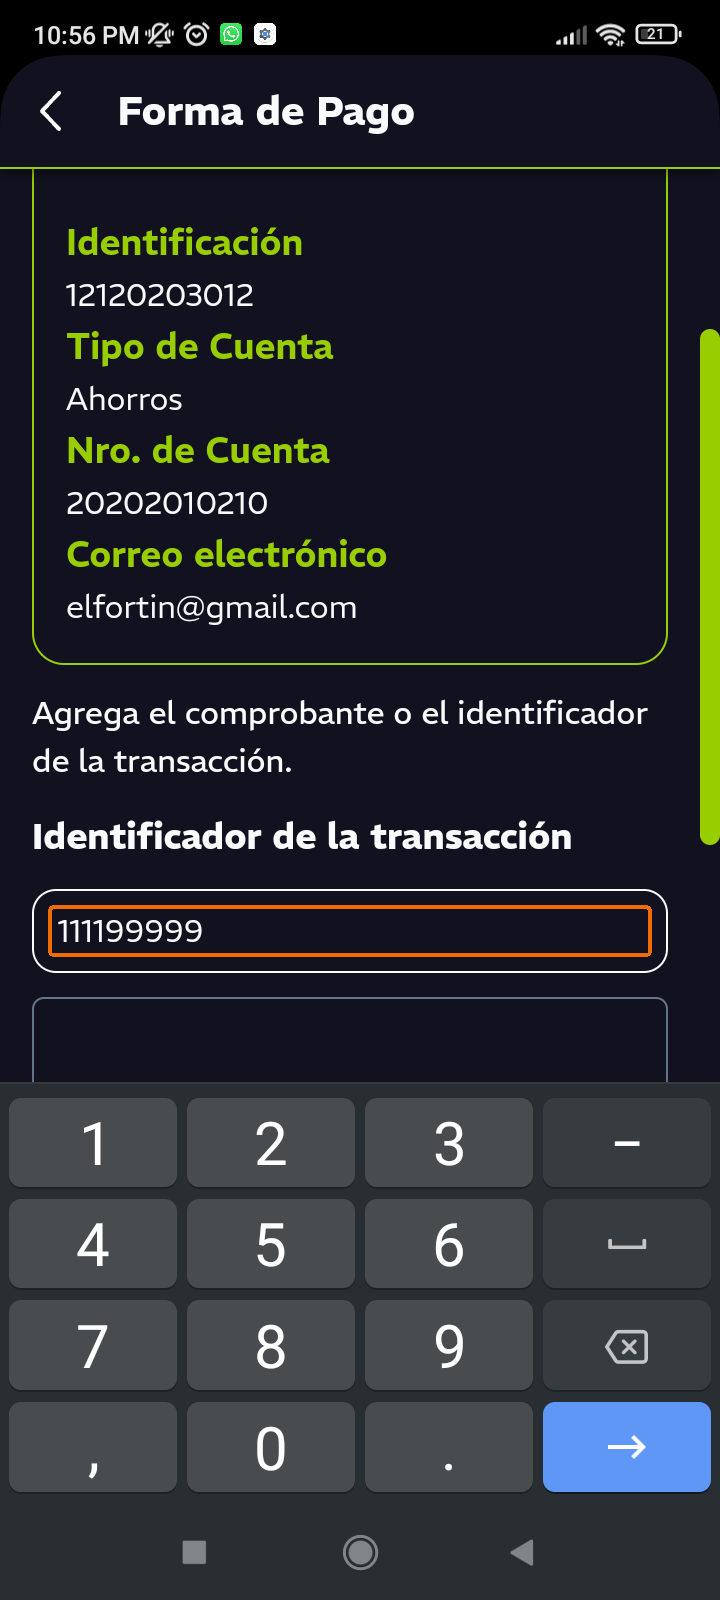 10:56 PM 21
Forma de Pago
Identificación
12120203012
Tipo de Cuenta
Ahorros
Nro. de Cuenta
20202010210
Correo electrónico
elfortin@gmail.com
Agrega el comprobante o el identificador
de la transacción.
Identificador de la transacción
111199999
1 2 3 −
4 5 6
7 8 9
, 0 .